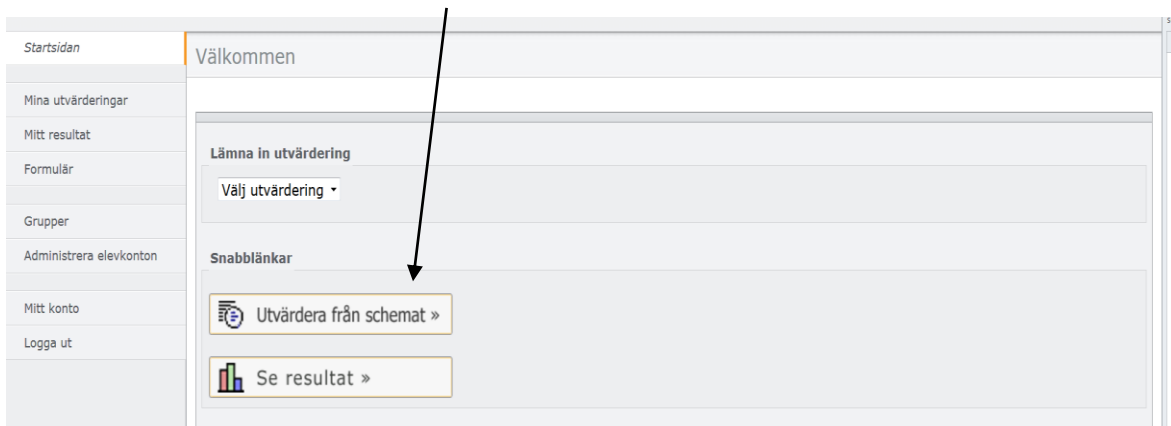 Startsidan
Mina utvärderingar
Mitt resultat
Formulär
Grupper
Administrera elevkonton
Mitt konto
Logga ut
Välkommen
Lämna in utvärdering
Välj utvärdering
Snabblänkar
Utvärdera från schemat »
Se resultat »
s